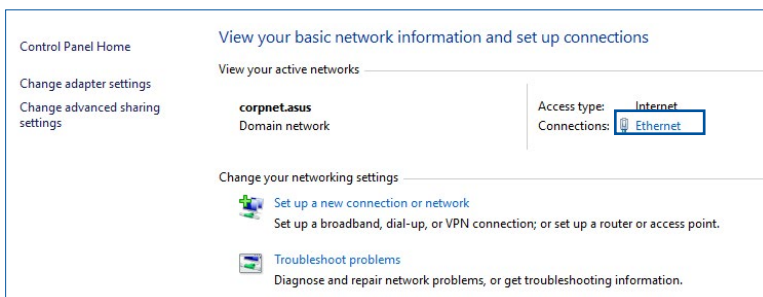 Control Panel Home
Change adapter settings
Change advanced sharing
settings
View your basic network information and set up connections
View your active networks
corpnet.asus
Domain network
Access type: Internet
Connections: Ethernet
Change your networking settings
Set up a new connection or network
Set up a broadband, dial-up, or VPN connection; or set up a router or access point.
Troubleshoot problems
Diagnose and repair network problems, or get troubleshooting information.